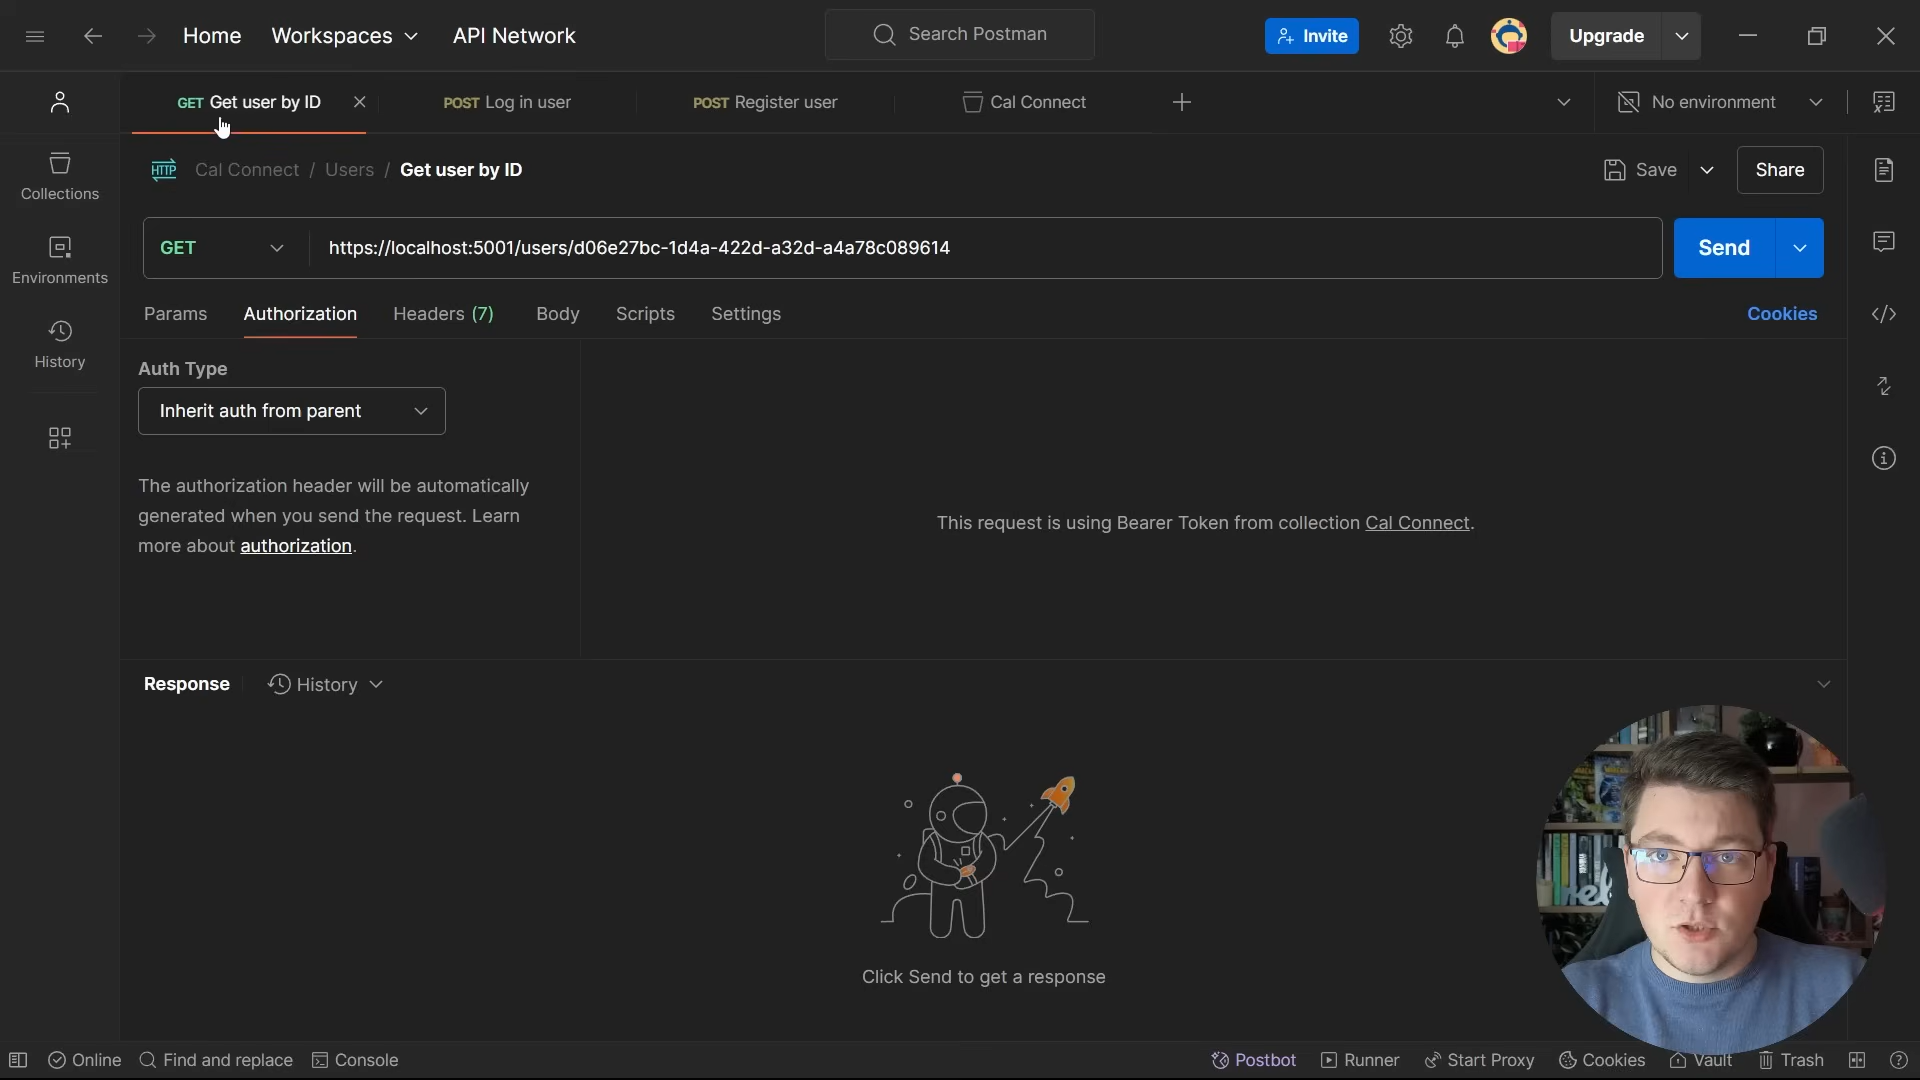 Home Workspaces API Network Search Postman Invite Upgrade
GET Get user by ID POST Log in user POST Register user Cal Connect No environment
HTTP Cal Connect / Users / Get user by ID Save Share
Collections
GET https://localhost:5001/users/d06e27bc-1d4a-422d-a32d-a4a78c089614 Send
Environments
Params Authorization Headers (7) Body Scripts Settings Cookies
History
Auth Type
Inherit auth from parent
The authorization header will be automatically
generated when you send the request. Learn
more about authorization.
This request is using Bearer Token from collection Cal Connect.
Response History
Click Send to get a response
Online Find and replace Console Postbot Runner Start Proxy Cookies Vault Trash